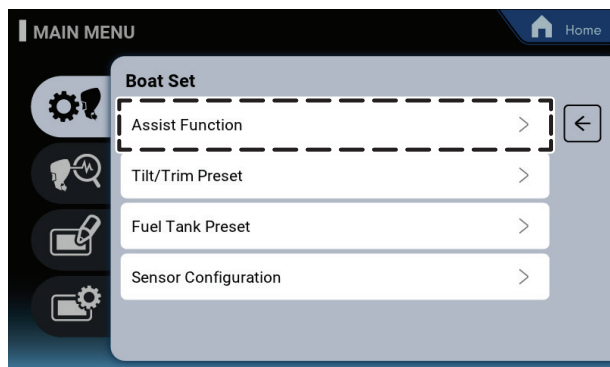 MAIN MENU
Home
Boat Set
Assist Function
Tilt/Trim Preset
Fuel Tank Preset
Sensor Configuration